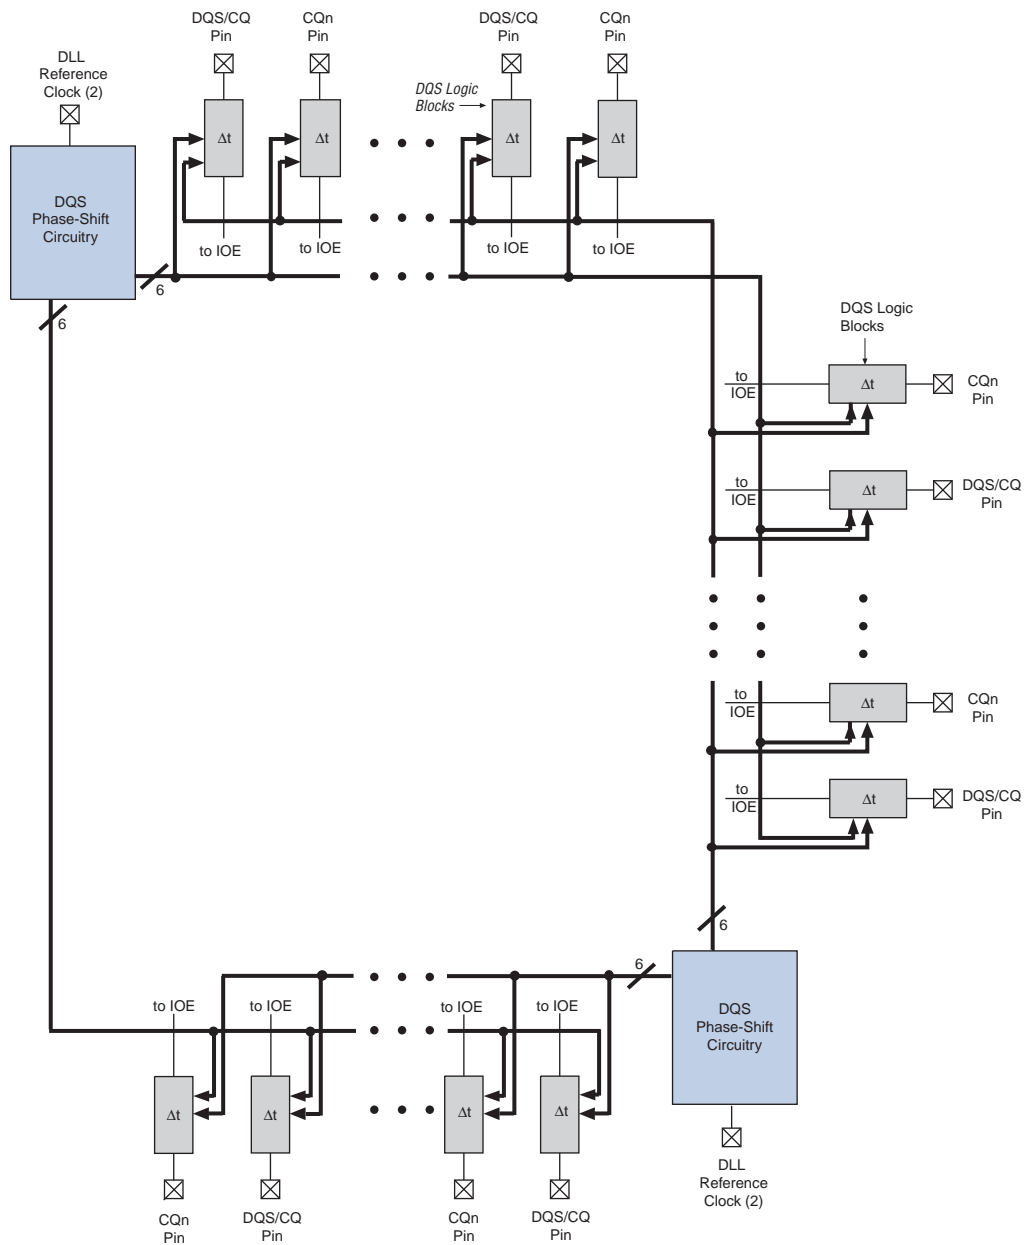 DQS/CQ
Pin
CQn
Pin
DQS/CQ
Pin
CQn
Pin
DLL
Reference
Clock (2)
DQS Logic
Blocks
Δt
Δt
Δt
Δt
DQS
Phase-Shift
Circuitry
to IOE
to IOE
to IOE
to IOE
6
6
DQS Logic
Blocks
to
IOE
Δt
CQn
Pin
to
IOE
Δt
DQS/CQ
Pin
to
IOE
Δt
CQn
Pin
to
IOE
Δt
DQS/CQ
Pin
6
6
DQS
Phase-Shift
Circuitry
to IOE
to IOE
to IOE
to IOE
Δt
Δt
Δt
Δt
DLL
Reference
Clock (2)
CQn
Pin
DQS/CQ
Pin
CQn
Pin
DQS/CQ
Pin